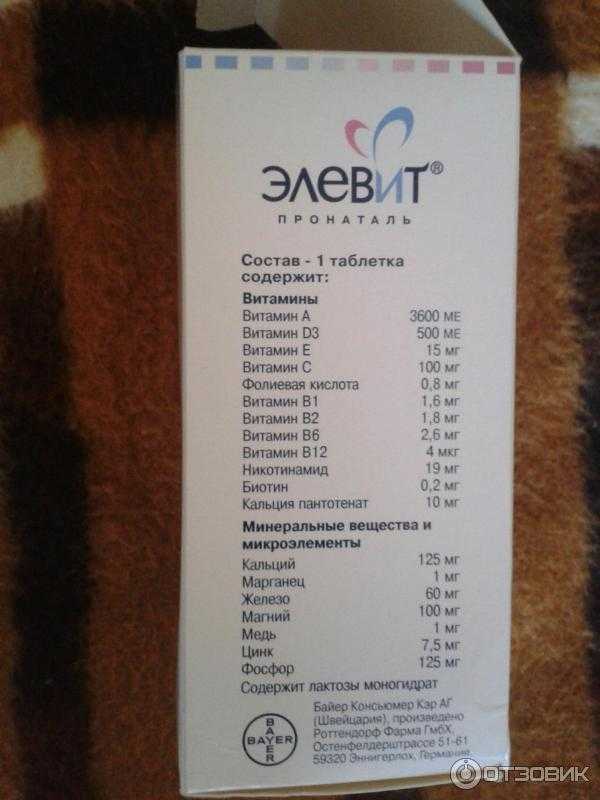 ЭЛЕВИТ®
ПРОНАТАЛЬ
Состав - 1 таблетка
содержит:
Витамины
Витамин А 3600 МЕ
Витамин D3 500 МЕ
Витамин Е 15 мг
Витамин С 100 мг
Фолиевая кислота 0,8 мг
Витамин В1 1,6 мг
Витамин В2 1,8 мг
Витамин В6 2,6 мг
Витамин В12 4 мкг
Никотинамид 19 мг
Биотин 0,2 мг
Кальция пантотенат 10 мг
Минеральные вещества и
микроэлементы
Кальций 125 мг
Марганец 1 мг
Железо 60 мг
Магний 100 мг
Медь 1 мг
Цинк 7,5 мг
Фосфор 125 мг
Содержит лактозы моногидрат
BAYER
BAYER
Байер Консьюмер Кэр АГ
(Швейцария), произведено
Роттендорф Фарма ГмбХ,
Остенфелдерштрассе 51-61
59320 Эннигерлох, Германия.
ОТЗОВИК